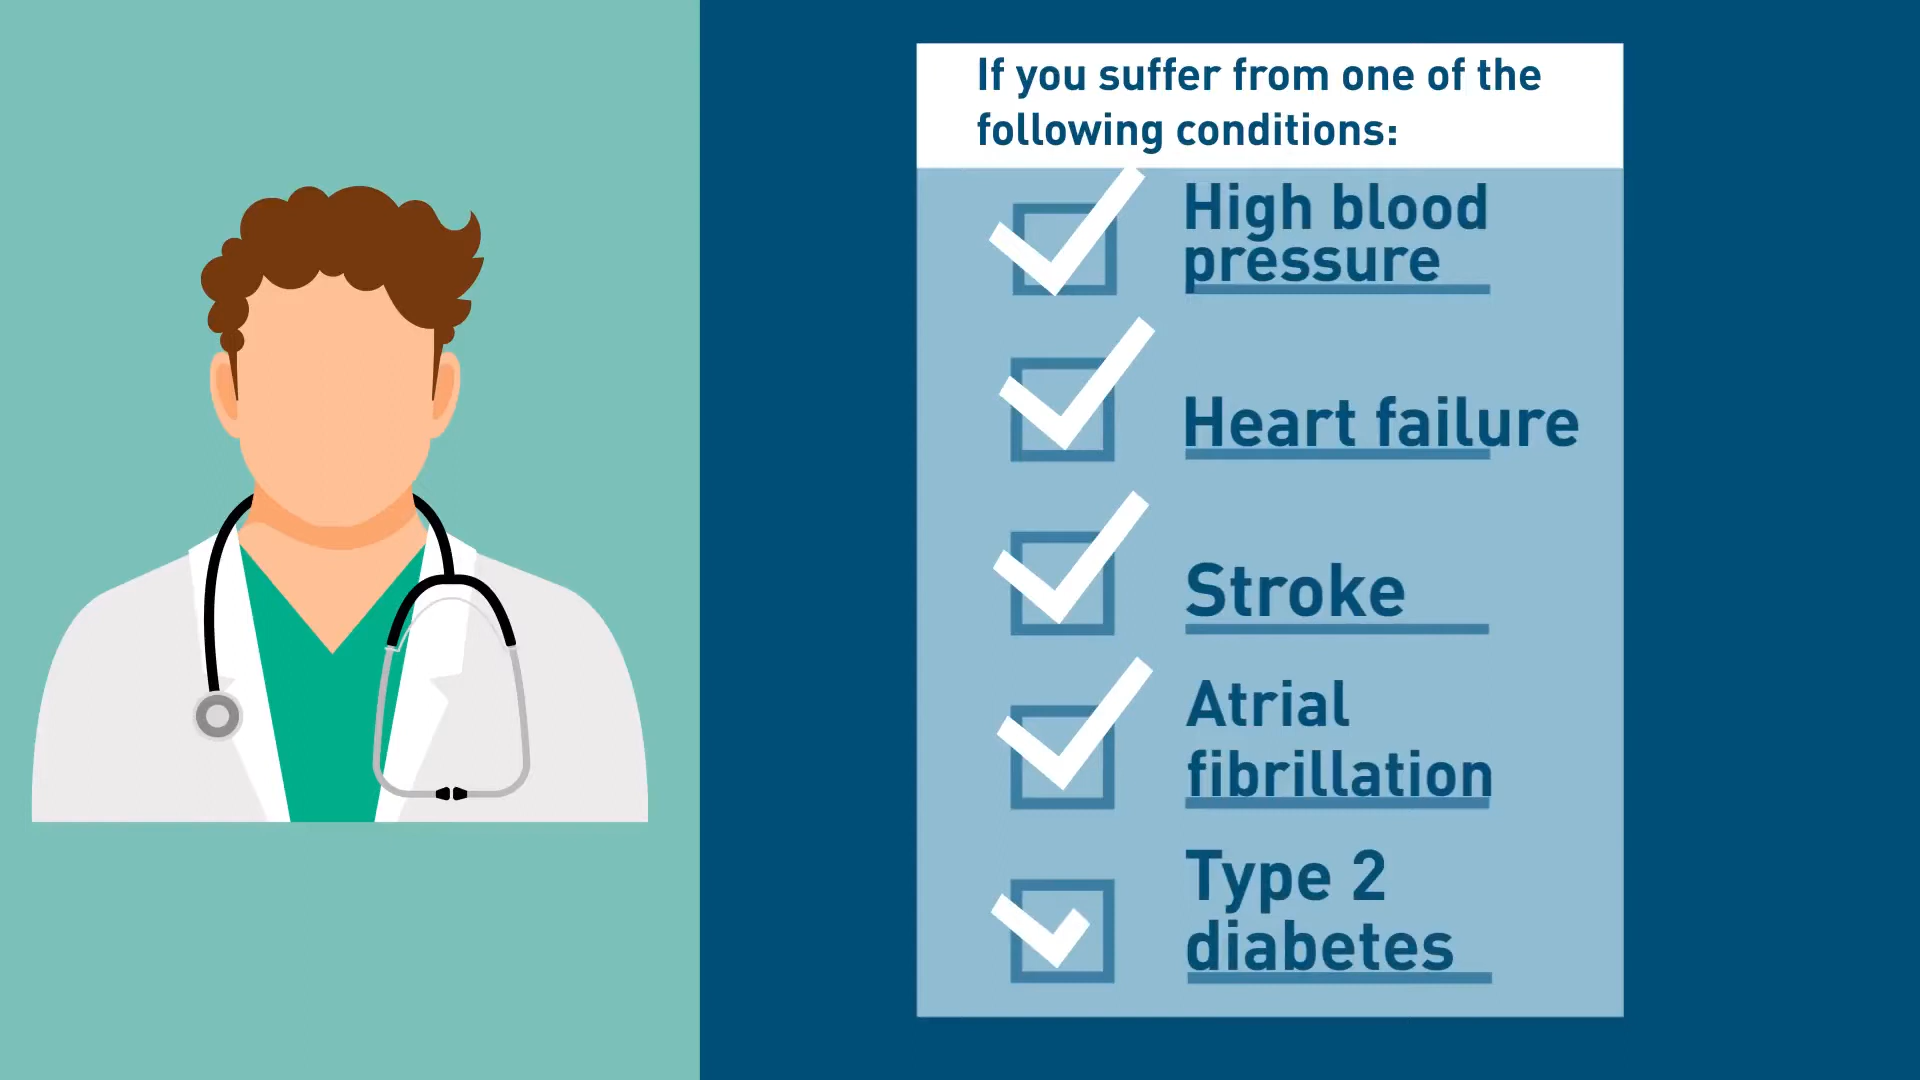 If you suffer from one of the
following conditions:
High blood
pressure
Heart failure
Stroke
Atrial
fibrillation
Type 2
diabetes